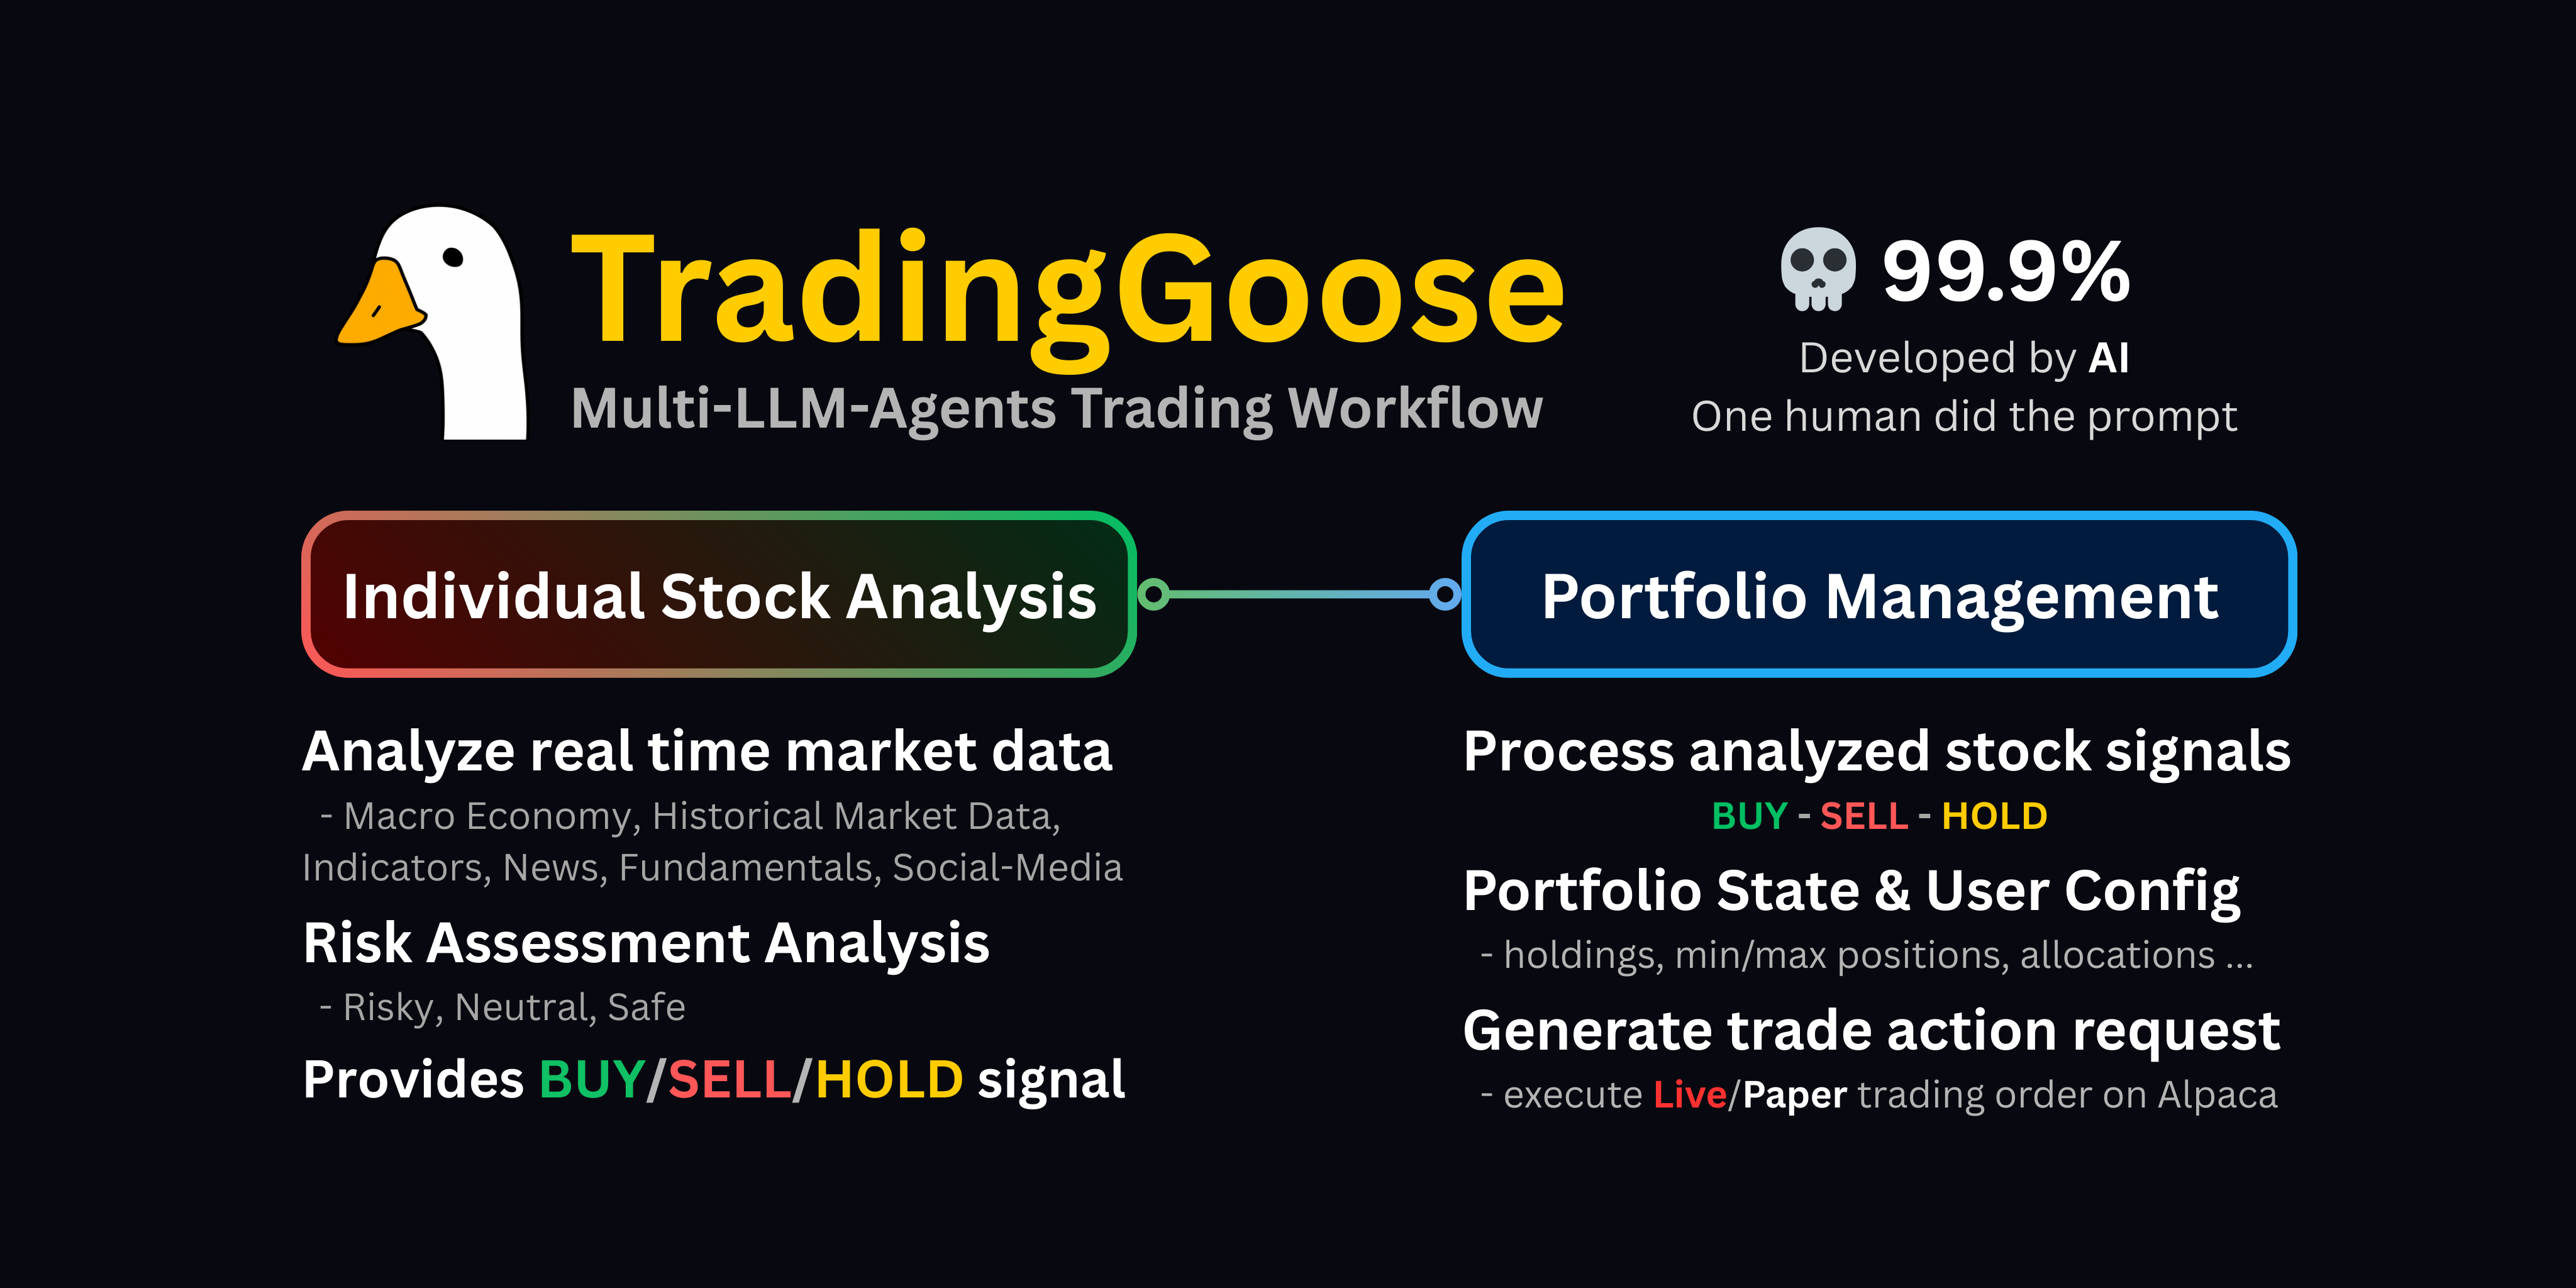 TradingGoose
Multi-LLM-Agents Trading Workflow
99.9%
Developed by AI
One human did the prompt
Individual Stock Analysis
Analyze real time market data
- Macro Economy, Historical Market Data,
Indicators, News, Fundamentals, Social-Media
Risk Assessment Analysis
- Risky, Neutral, Safe
Provides BUY/SELL/HOLD signal
Portfolio Management
Process analyzed stock signals
BUY - SELL - HOLD
Portfolio State & User Config
- holdings, min/max positions, allocations ...
Generate trade action request
- execute Live/Paper trading order on Alpaca